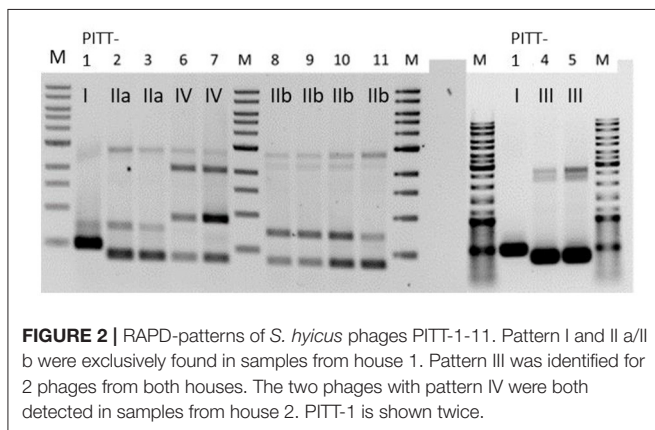 PITT- PITT-
M 1 2 3 6 7 M 8 9 10 11 M M 1 4 5 M
I IIa IIa IV IV IIb IIb IIb IIb I III III
FIGURE 2 | RAPD-patterns of S. hyicus phages PITT-1-11. Pattern I and II a/II
b were exclusively found in samples from house 1. Pattern III was identified for
2 phages from both houses. The two phages with pattern IV were both
detected in samples from house 2. PITT-1 is shown twice.